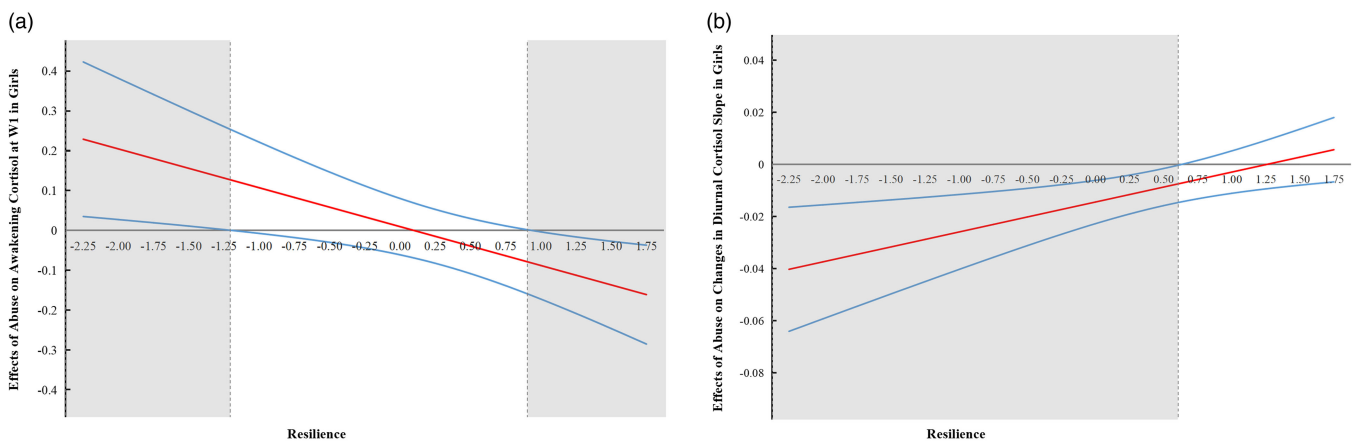 (a)
Effects of Abuse on Awakening Cortisol at W1 in Girls
0.4
0.3
0.2
0.1
0
-0.1
-0.2
-0.3
-0.4
-2.25 -2.00 -1.75 -1.50 -1.25 -1.00 -0.75 -0.50 -0.25 0.00 0.25 0.50 0.75 1.00 1.25 1.50 1.75
Resilience
(b)
Effects of Abuse on Changes in Diurnal Cortisol Slope in Girls
0.04
0.02
0
-0.02
-0.04
-0.06
-0.08
-2.25 -2.00 -1.75 -1.50 -1.25 -1.00 -0.75 -0.50 -0.25 0.00 0.25 0.50 0.75 1.00 1.25 1.50 1.75
Resilience